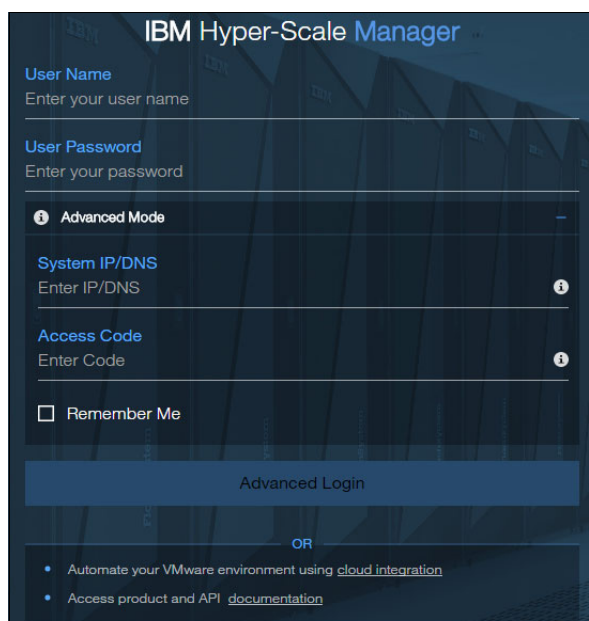 IBM Hyper-Scale Manager
User Name
Enter your user name
User Password
Enter your password
Advanced Mode
System IP/DNS
Enter IP/DNS
Access Code
Enter Code
Remember Me
Advanced Login
OR
Automate your VMware environment using cloud integration
Access product and API documentation